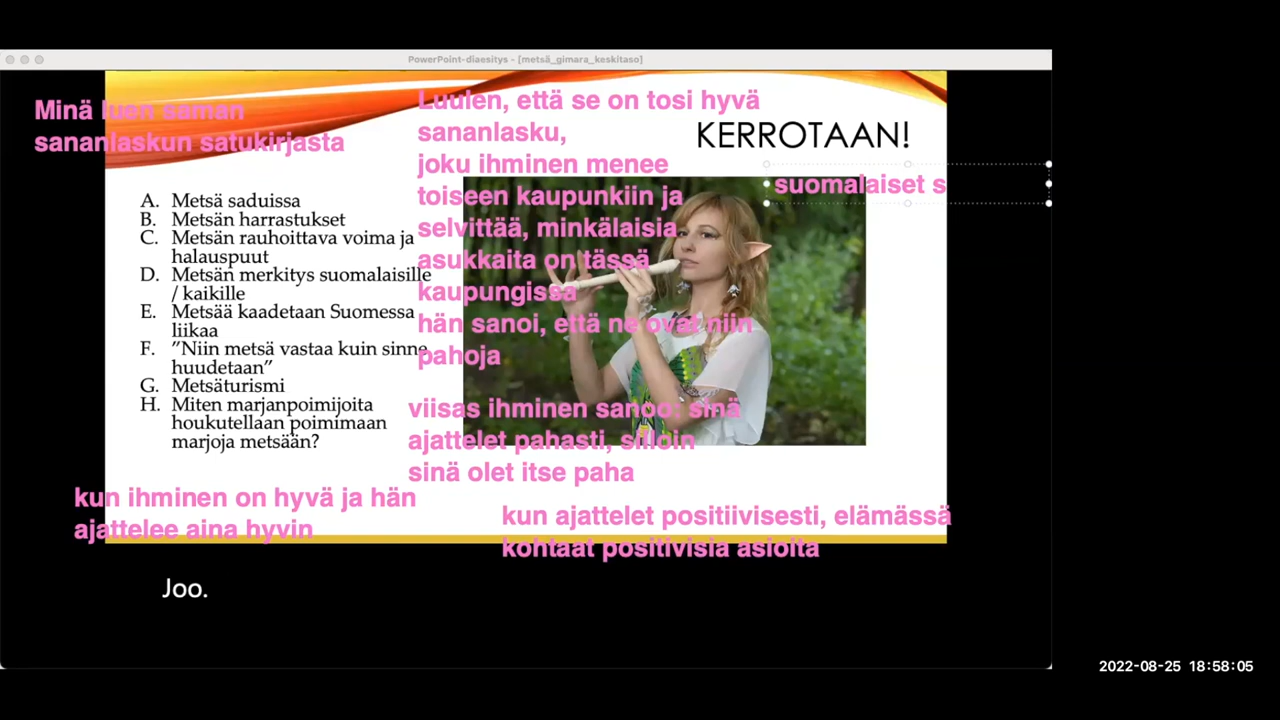 PowerPoint-diaesitys - [metsä_gimara_keskitaso]
Minä luen saman
sananlaskun satukirjasta
Luulen, että se on tosi hyvä
sananlasku,
joku ihminen menee
toiseen kaupunkiin ja
selvittää, minkälaisia
asukkaita on tässä
kaupungissa
hän sanoi, että ne ovat niin
pahoja
KERROTAAN!
suomalaiset s
A. Metsä saduissa
B. Metsän harrastukset
C. Metsän rauhoittava voima ja
halauspuut
D. Metsän merkitys suomalaisille
/ kaikille
E. Metsää kaadetaan Suomessa
liikaa
F. ”Niin metsä vastaa kuin sinne
huudetaan”
G. Metsäturismi
H. Miten marjanpoimijoita
houkutellaan poimimaan
marjoja metsään?
viisas ihminen sanoo: sinä
ajattelet pahasti, silloin
sinä olet itse paha
kun ihminen on hyvä ja hän
ajattelee aina hyvin
kun ajattelet positiivisesti, elämässä
kohtaat positivisia asioita
Joo.
2022-08-25 18:58:05